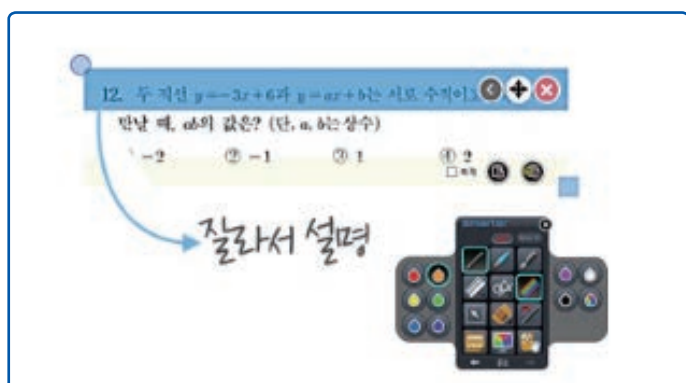 12. 두 직선 y=-3x+6과 y=ax+b는 서로 수직이고
만날 때, ab의 값은? (단, a, b는 상수)
-2 ② -1 ③ 1 ④ 2
잘라서 설명